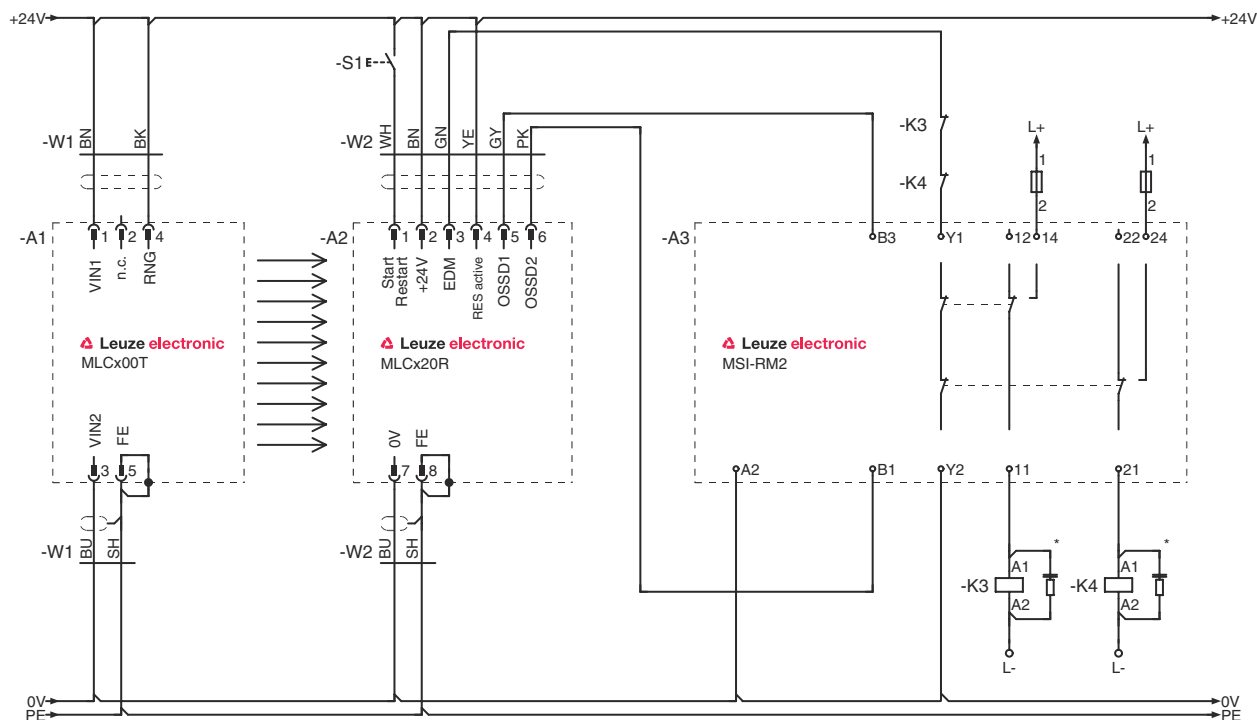 +24V
+24V
-S1
-W1
BN
BK
-W2
WH
BN
GN
YE
GY
PK
-K3
-K4
L+
1
2
L+
1
2
-A1
1
2
4
VIN1
n.c.
RNG
-A2
1
2
3
4
5
6
Start
Restart
+24V
EDM
RES active
OSSD1
OSSD2
-A3
B3
Y1
12
14
22
24
Leuze electronic
MLCx00T
Leuze electronic
MLCx20R
Leuze electronic
MSI-RM2
VIN2
FE
3
5
0V
FE
7
8
A2
B1
Y2
11
21
-W1
BU
SH
-W2
BU
SH
-K3
A1
A2
*
L-
-K4
A1
A2
*
L-
0V
0V
PE
PE